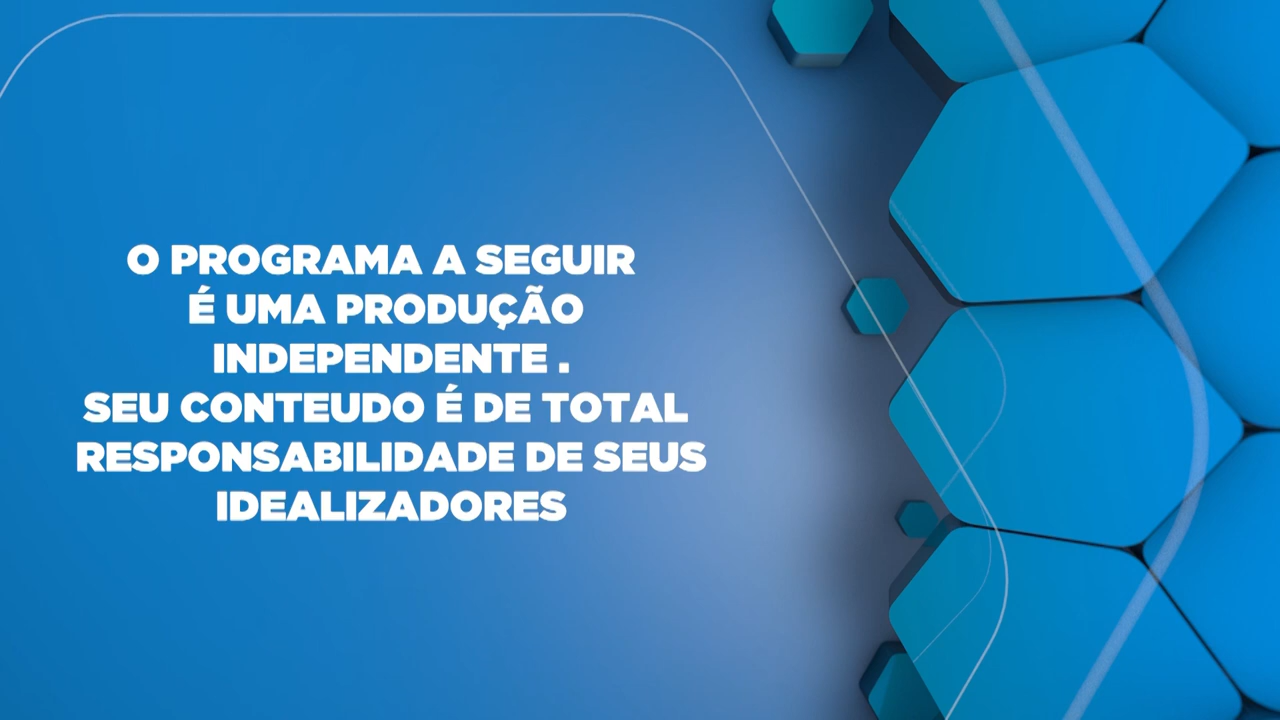 O PROGRAMA A SEGUIR
É UMA PRODUÇÃO
INDEPENDENTE .
SEU CONTEUDO É DE TOTAL
RESPONSABILIDADE DE SEUS
IDEALIZADORES